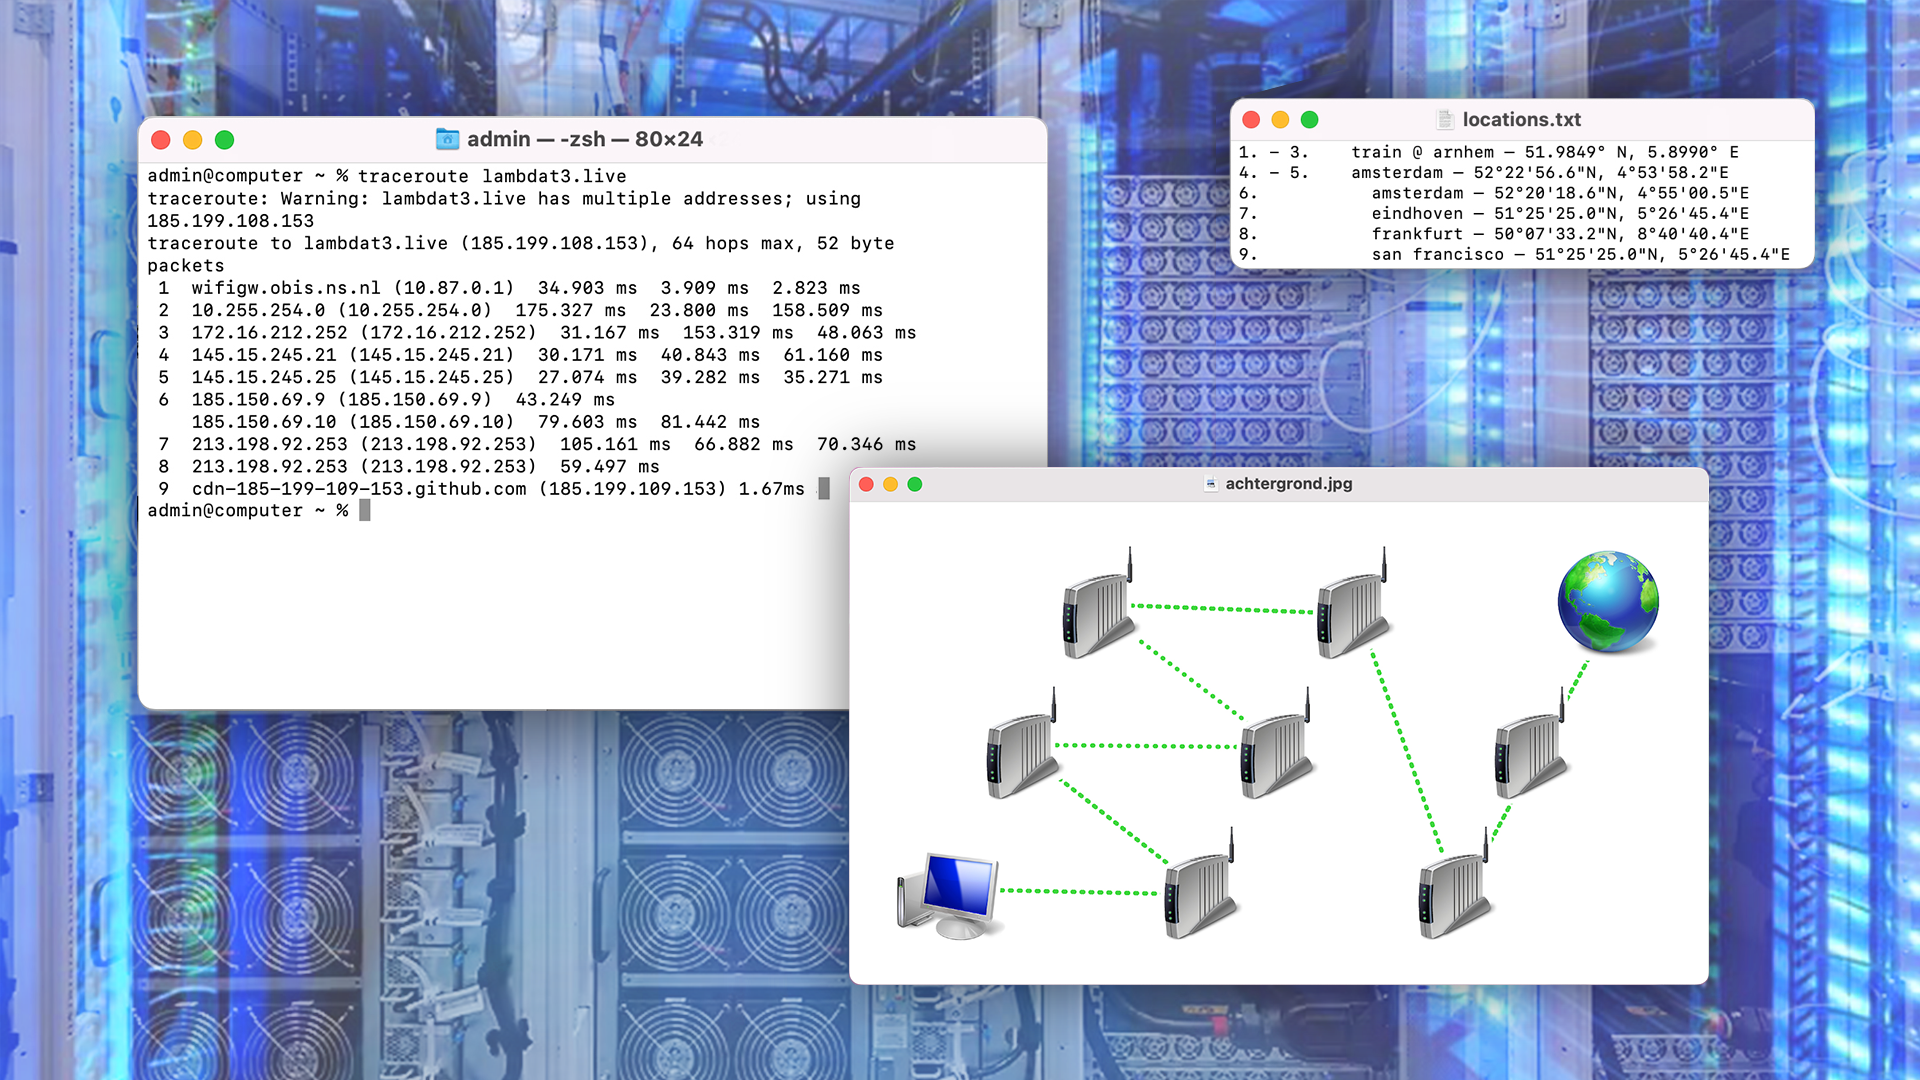 admin — -zsh — 80×24
admin@computer ~ % traceroute lambdat3.live
traceroute: Warning: lambdat3.live has multiple addresses; using
185.199.108.153
traceroute to lambdat3.live (185.199.108.153), 64 hops max, 52 byte
packets
1 wifigw.obis.ns.nl (10.87.0.1) 34.903 ms 3.909 ms 2.823 ms
2 10.255.254.0 (10.255.254.0) 175.327 ms 23.800 ms 158.509 ms
3 172.16.212.252 (172.16.212.252) 31.167 ms 153.319 ms 48.063 ms
4 145.15.245.21 (145.15.245.21) 30.171 ms 40.843 ms 61.160 ms
5 145.15.245.25 (145.15.245.25) 27.074 ms 39.282 ms 35.271 ms
6 185.150.69.9 (185.150.69.9) 43.249 ms
185.150.69.10 (185.150.69.10) 79.603 ms 81.442 ms
7 213.198.92.253 (213.198.92.253) 105.161 ms 66.882 ms 70.346 ms
8 213.198.92.253 (213.198.92.253) 59.497 ms
9 cdn-185-199-109-153.github.com (185.199.109.153) 1.67ms
admin@computer ~ %
locations.txt
1. – 3. train @ arnhem – 51.9849° N, 5.8990° E
4. – 5. amsterdam – 52°22'56.6"N, 4°53'58.2"E
6. amsterdam – 52°20'18.6"N, 4°55'00.5"E
7. eindhoven – 51°25'25.0"N, 5°26'45.4"E
8. frankfurt – 50°07'33.2"N, 8°40'40.4"E
9. san francisco – 51°25'25.0"N, 5°26'45.4"E
achtergrond.jpg